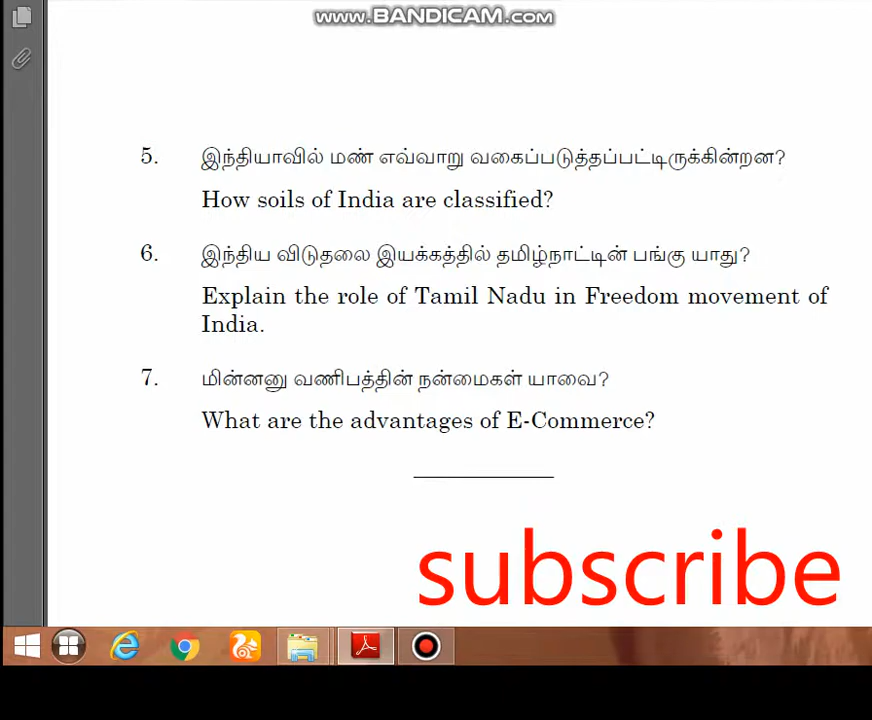 www.BANDICAM.com
5. இந்தியாவில் மண் எவ்வாறு வகைப்படுத்தப்பட்டிருக்கின்றன?
How soils of India are classified?
6. இந்திய விடுதலை இயக்கத்தில் தமிழ்நாட்டின் பங்கு யாது?
Explain the role of Tamil Nadu in Freedom movement of
India.
7. மின்னனு வணிபத்தின் நன்மைகள் யாவை?
What are the advantages of E-Commerce?
subscribe